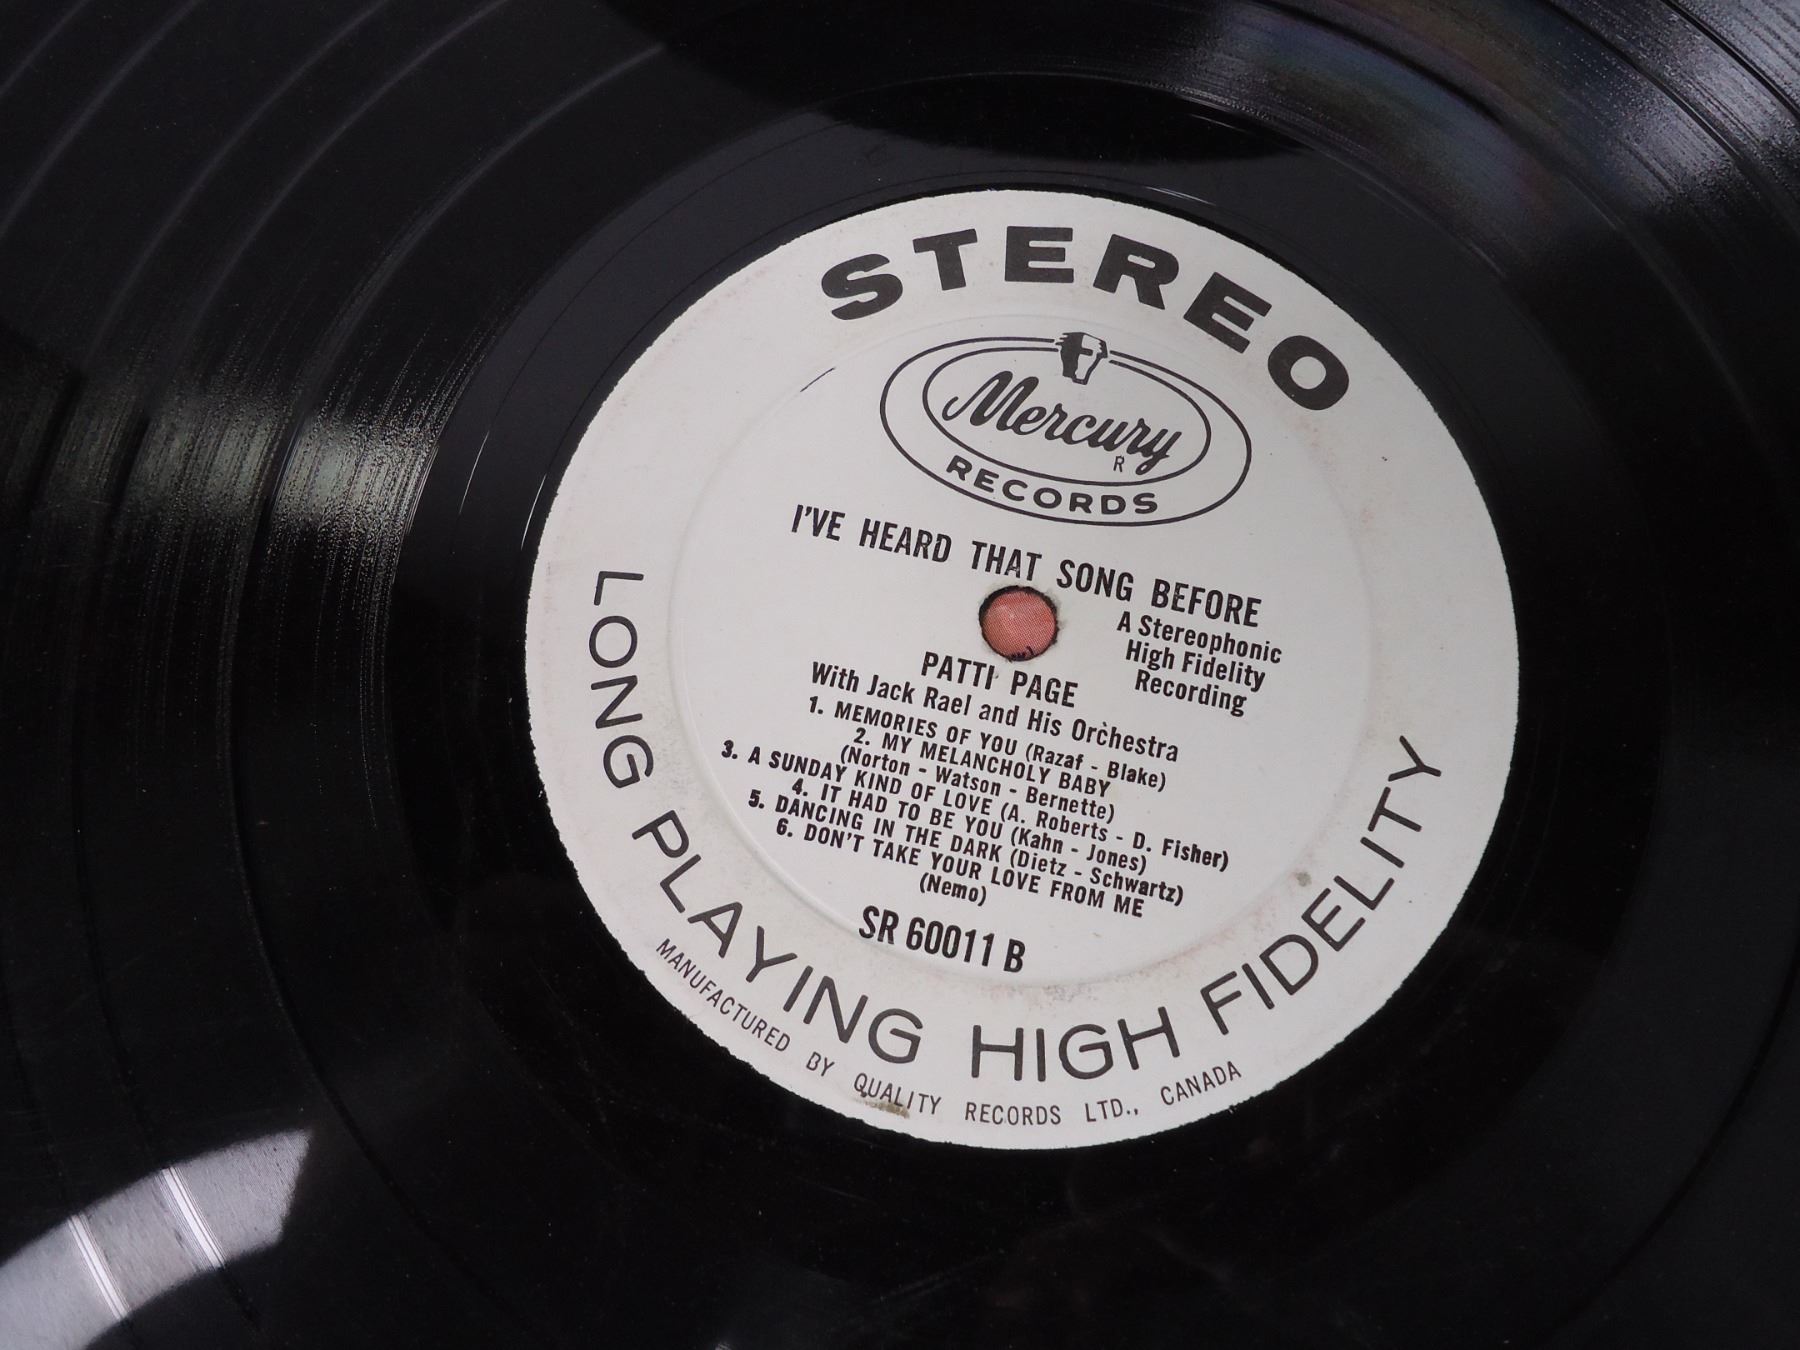 STEREO
Mercury
R
RECORDS
I'VE HEARD THAT SONG BEFORE
A Stereophonic
High Fidelity
Recording
PATTI PAGE
With Jack Rael and His Orchestra
1. MEMORIES OF YOU (Razaf - Blake)
2. MY MELANCHOLY BABY
(Norton - Watson - Bernette)
3. A SUNDAY KIND OF LOVE (A. Roberts - D. Fisher)
4. IT HAD TO BE YOU (Kahn - Jones)
5. DANCING IN THE DARK (Dietz - Schwartz)
6. DON'T TAKE YOUR LOVE FROM ME
(Nemo)
SR 60011 B
LONG PLAYING HIGH FIDELITY
MANUFACTURED BY QUALITY RECORDS LTD., CANADA